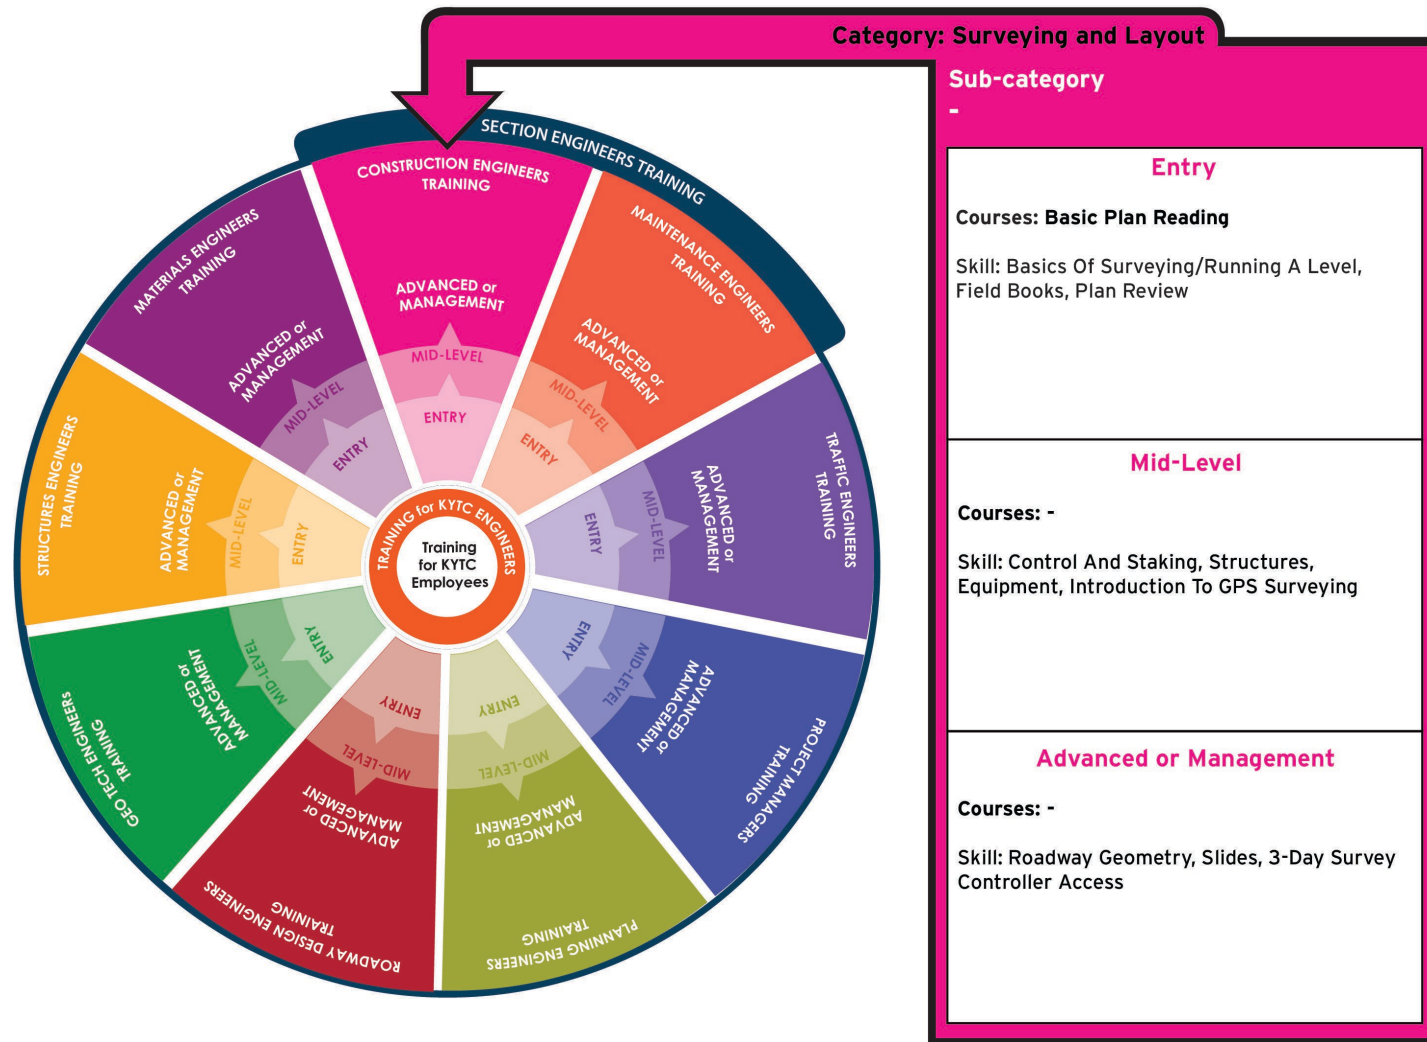 Category: Surveying and Layout
Sub-category
-
Entry
Courses: Basic Plan Reading
Skill: Basics Of Surveying/Running A Level,
Field Books, Plan Review
Mid-Level
Courses: -
Skill: Control And Staking, Structures,
Equipment, Introduction To GPS Surveying
Advanced or Management
Courses: -
Skill: Roadway Geometry, Slides, 3-Day Survey
Controller Access
SECTION ENGINEERS TRAINING
CONSTRUCTION ENGINEERS
TRAINING
ADVANCED or
MANAGEMENT
MID-LEVEL
ENTRY
MAINTENANCE ENGINEERS
TRAINING
ADVANCED or
MANAGEMENT
MID-LEVEL
ENTRY
TRAFFIC ENGINEERS
TRAINING
ADVANCED or
MANAGEMENT
MID-LEVEL
ENTRY
PROJECT MANAGERS
TRAINING
ADVANCED or
MANAGEMENT
MID-LEVEL
ENTRY
PLANNING ENGINEERS
TRAINING
ADVANCED or
MANAGEMENT
MID-LEVEL
ENTRY
ROADWAY DESIGN ENGINEERS
TRAINING
ADVANCED or
MANAGEMENT
MID-LEVEL
ENTRY
GEO TECH ENGINEERS
TRAINING
ADVANCED or
MANAGEMENT
MID-LEVEL
ENTRY
STRUCTURES ENGINEERS
TRAINING
ADVANCED or
MANAGEMENT
MID-LEVEL
ENTRY
MATERIALS ENGINEERS
TRAINING
ADVANCED or
MANAGEMENT
MID-LEVEL
ENTRY
TRAINING for KYTC ENGINEERS
Training
for KYTC
Employees